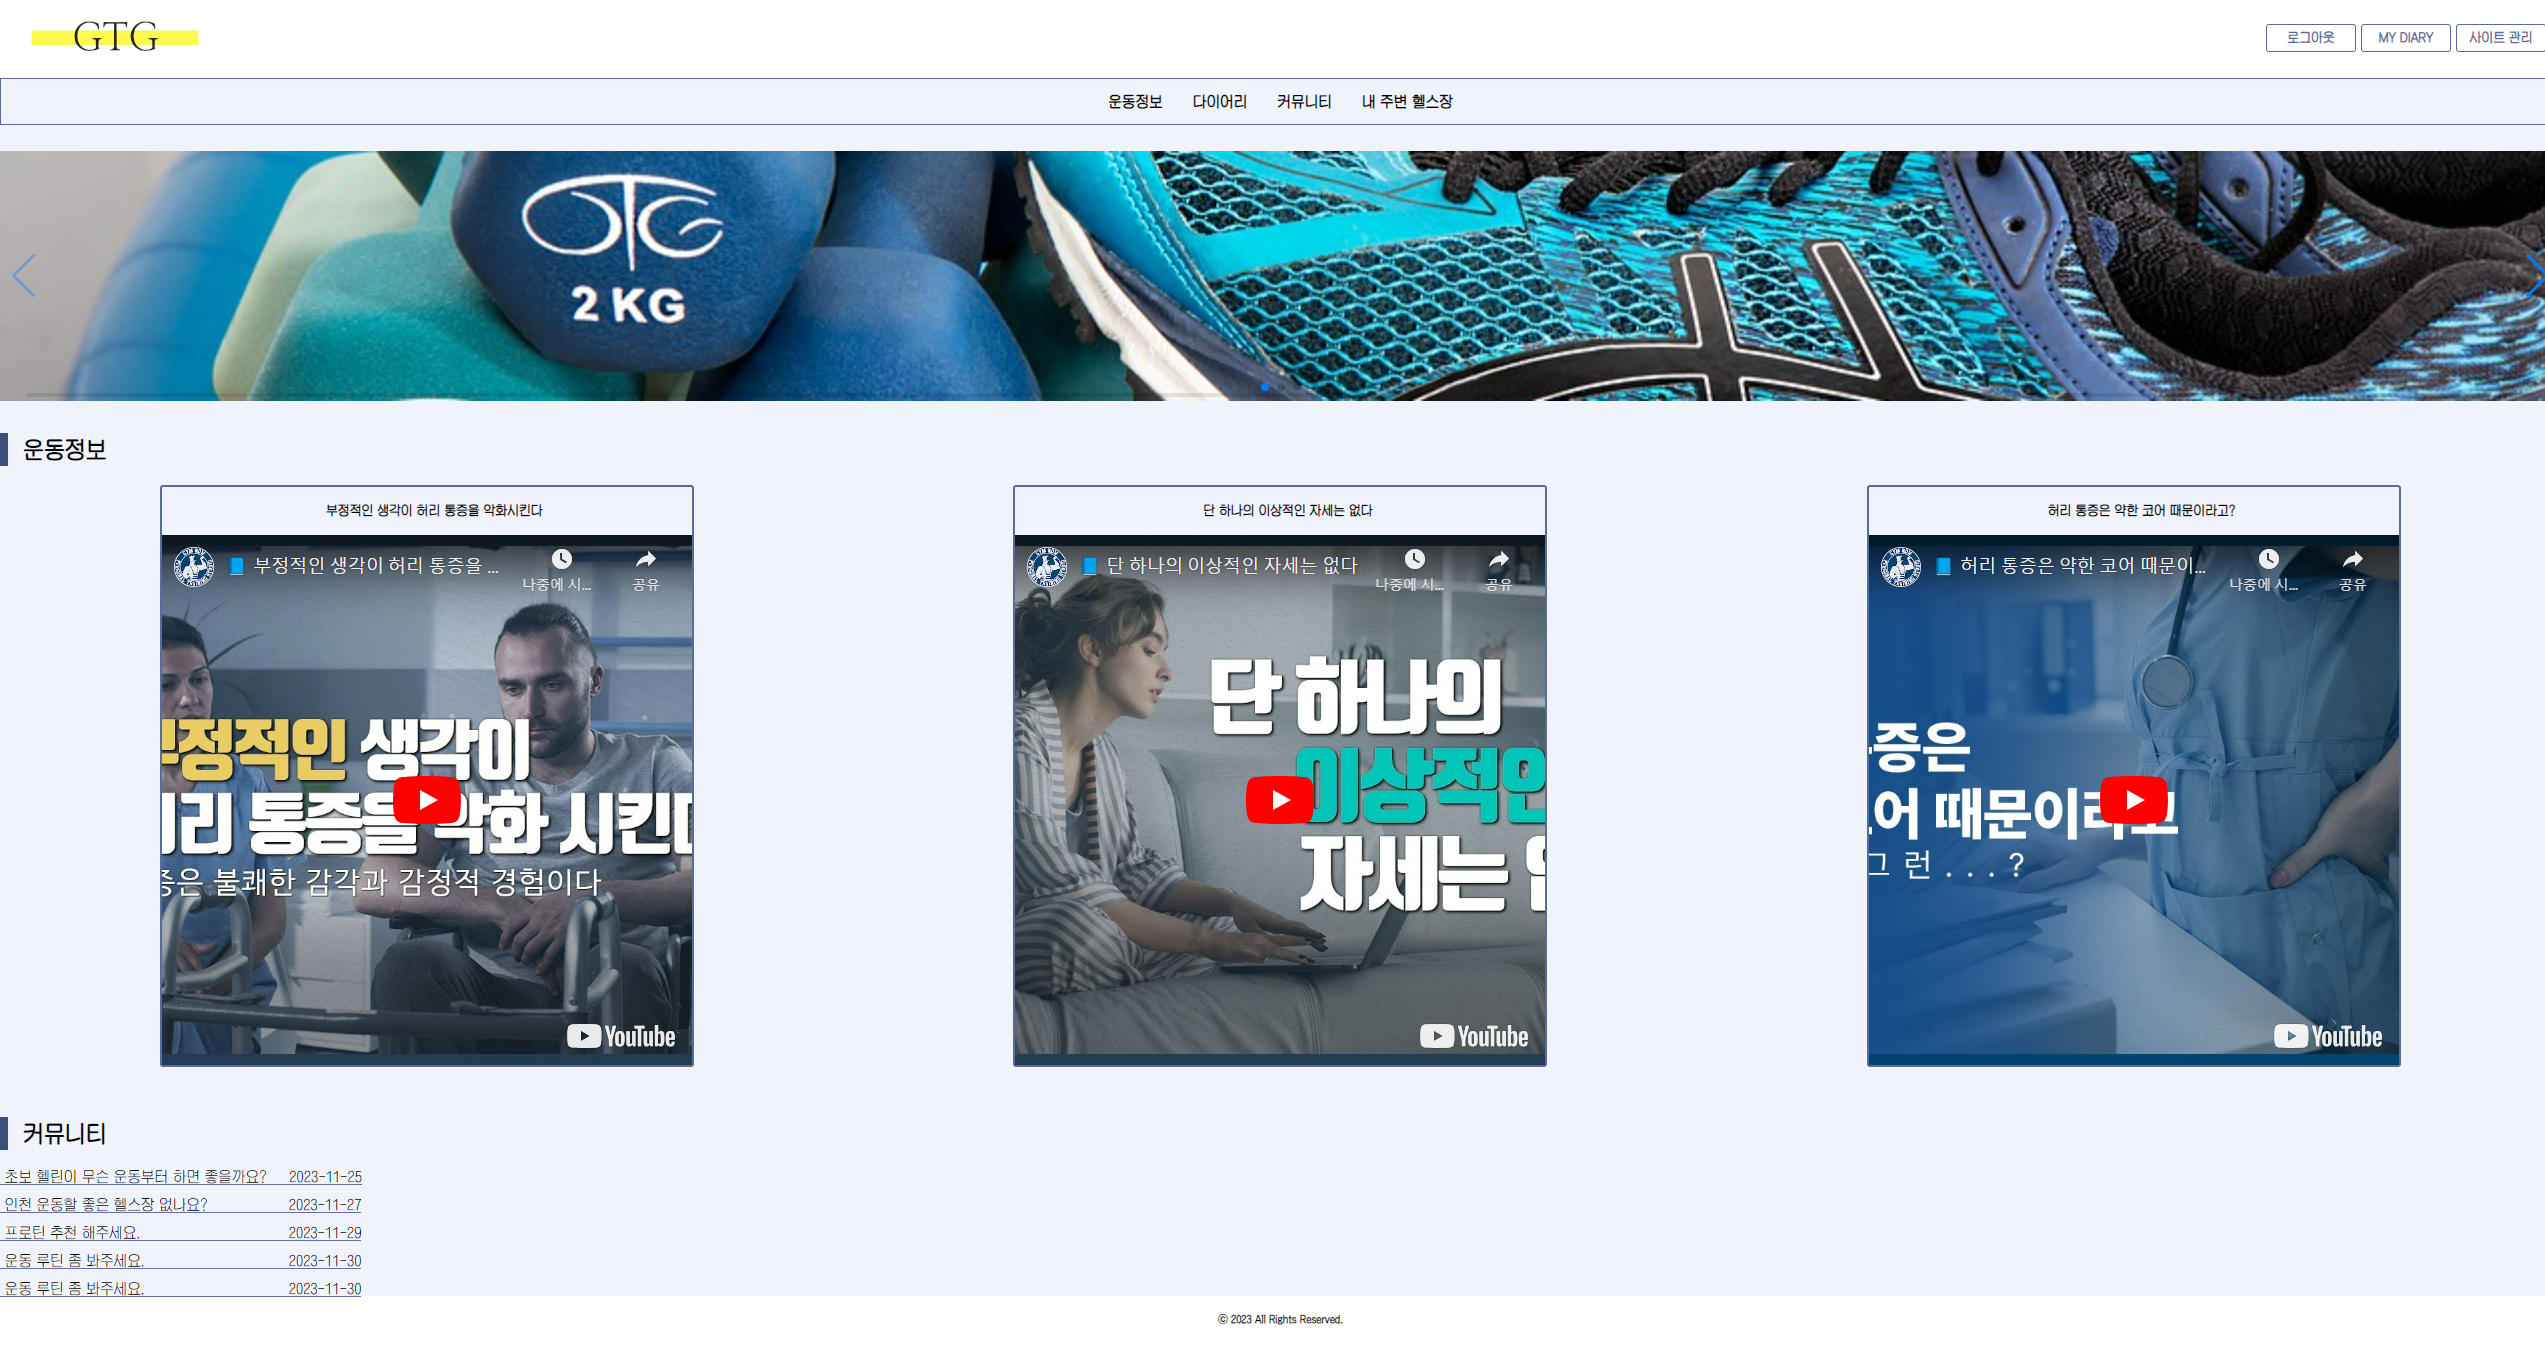 GTG
로그아웃 MY DIARY 사이트 관리
운동정보 다이어리 커뮤니티 내 주변 헬스장
2 KG
운동정보
부정적인 생각이 허리 통증을 악화시킨다
📘 부정적인 생각이 허리 통증을 ...
나중에 시... 공유
부정적인 생각이
허리 통증을 악화 시킨다
증은 불쾌한 감각과 감정적 경험이다
YouTube
단 하나의 이상적인 자세는 없다
📘 단 하나의 이상적인 자세는 없다
나중에 시... 공유
단 하나의
이상적인
자세는
YouTube
허리 통증은 약한 코어 때문이라고?
📘 허리 통증은 약한 코어 때문이...
나중에 시... 공유
증은
어 때문이라고
그런...?
YouTube
커뮤니티
초보 헬린이 무슨 운동부터 하면 좋을까요? 2023-11-25
인천 운동할 좋은 헬스장 없나요? 2023-11-27
프로틴 추천 해주세요. 2023-11-29
운동 루틴 좀 봐주세요. 2023-11-30
운동 루틴 좀 봐주세요. 2023-11-30
ⓒ 2023 All Rights Reserved.